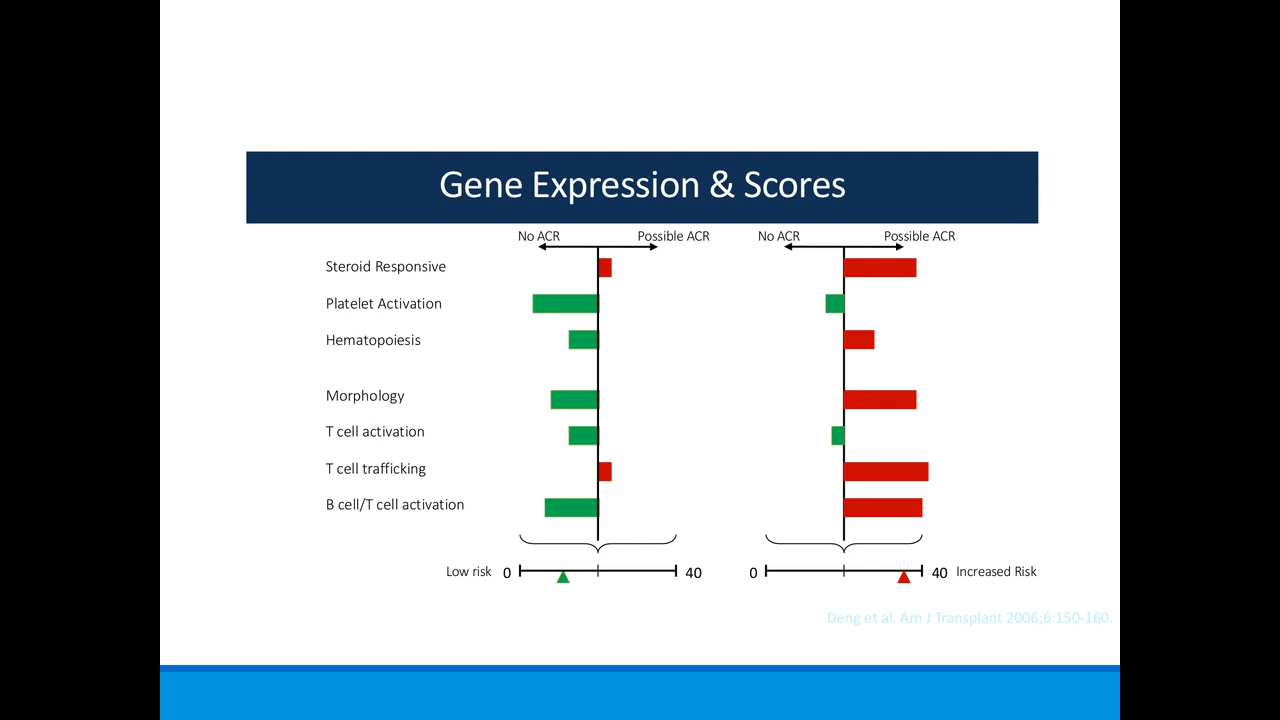 Gene Expression & Scores
No ACR Possible ACR No ACR Possible ACR
Steroid Responsive
Platelet Activation
Hematopoiesis
Morphology
T cell activation
T cell trafficking
B cell/T cell activation
Low risk 0 40 0 40 Increased Risk
Deng et al. Am J Transplant 2006;6:150-160.